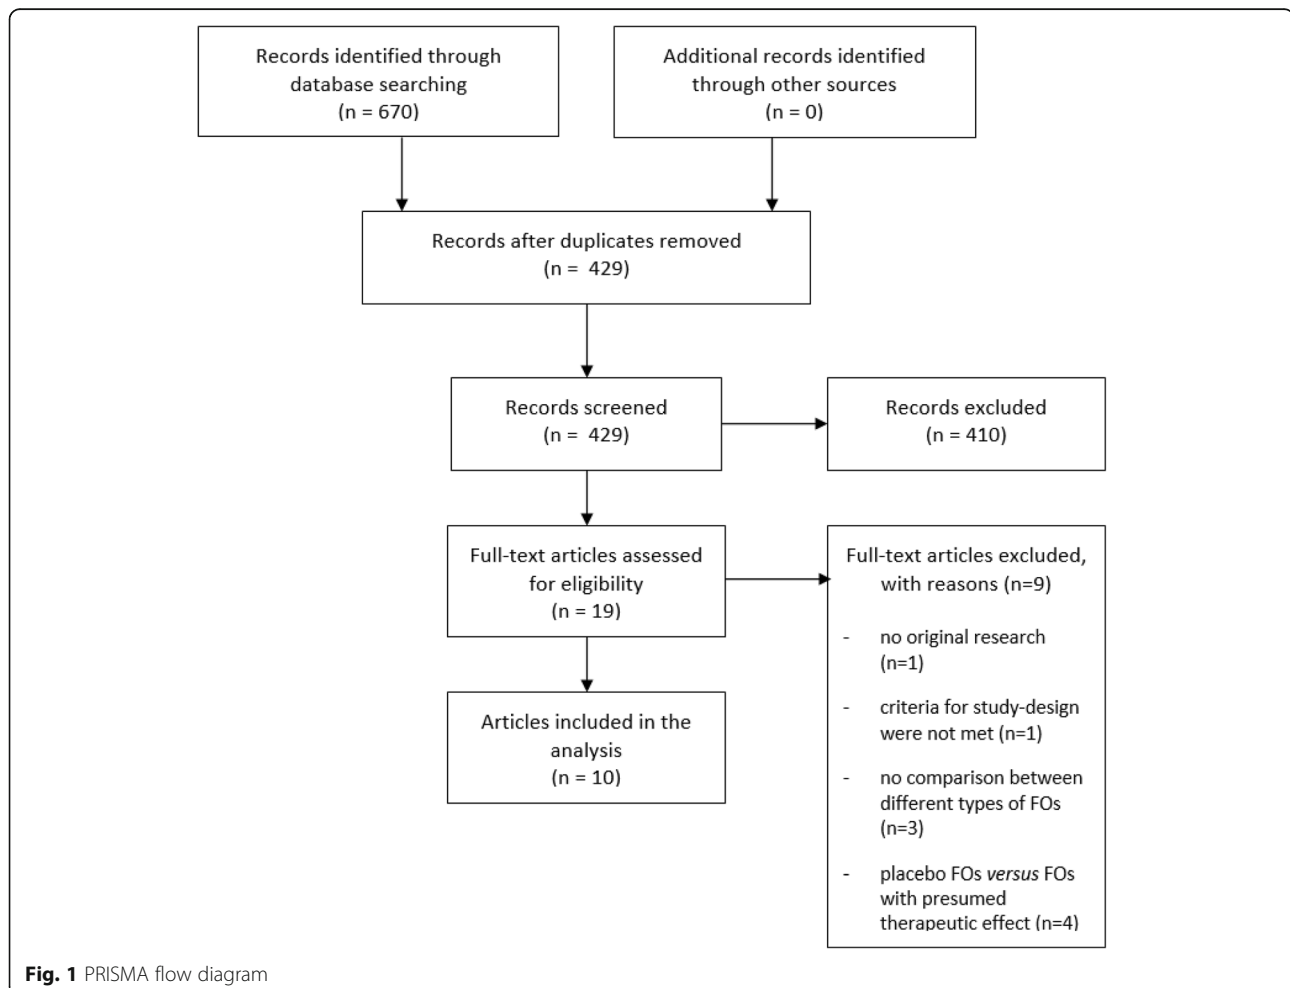 Records identified through
database searching
(n = 670)
Additional records identified
through other sources
(n = 0)
Records after duplicates removed
(n = 429)
Records screened
(n = 429)
Records excluded
(n = 410)
Full-text articles assessed
for eligibility
(n = 19)
Full-text articles excluded,
with reasons (n=9)
- no original research
(n=1)
- criteria for study-design
were not met (n=1)
- no comparison between
different types of FOs
(n=3)
- placebo FOs versus FOs
with presumed
therapeutic effect (n=4)
Articles included in the
analysis
(n = 10)
Fig. 1 PRISMA flow diagram